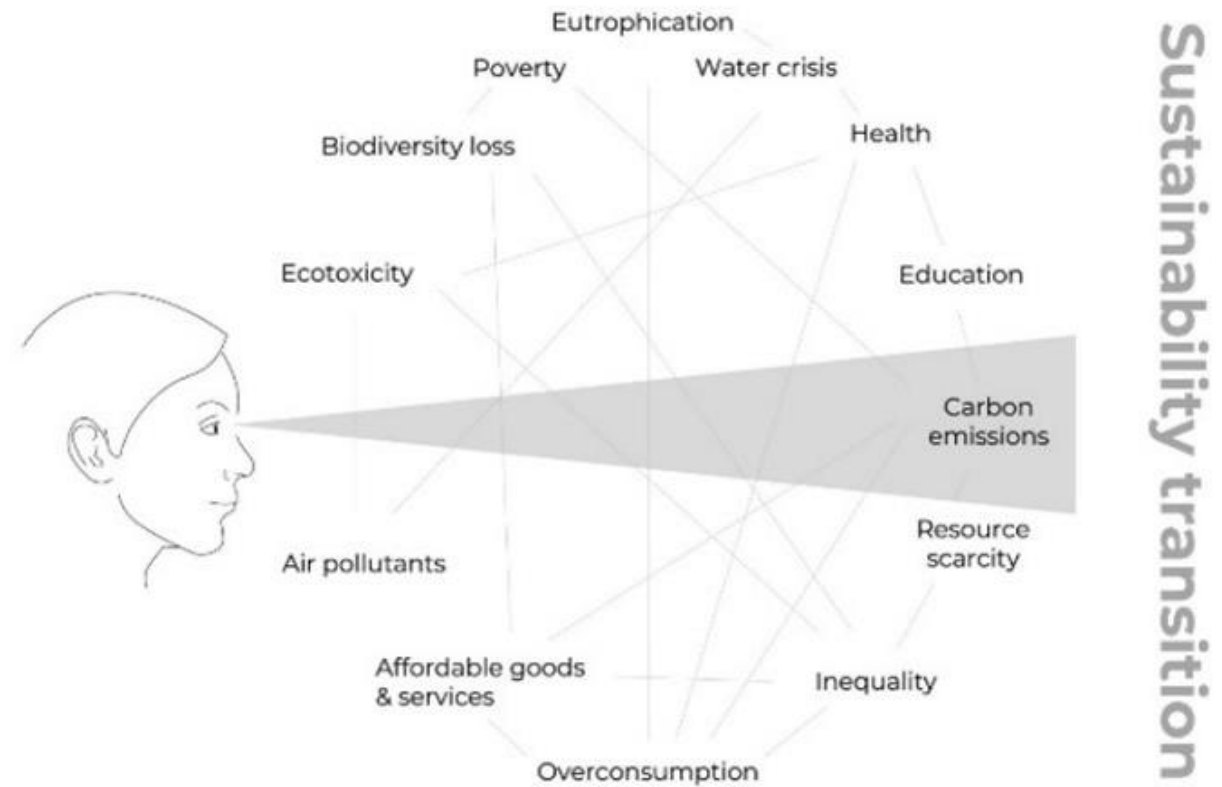 Eutrophication
Poverty
Water crisis
Health
Biodiversity loss
Ecotoxicity
Education
Carbon
emissions
Resource
scarcity
Air pollutants
Affordable goods
& services
Inequality
Overconsumption
Sustainability transition